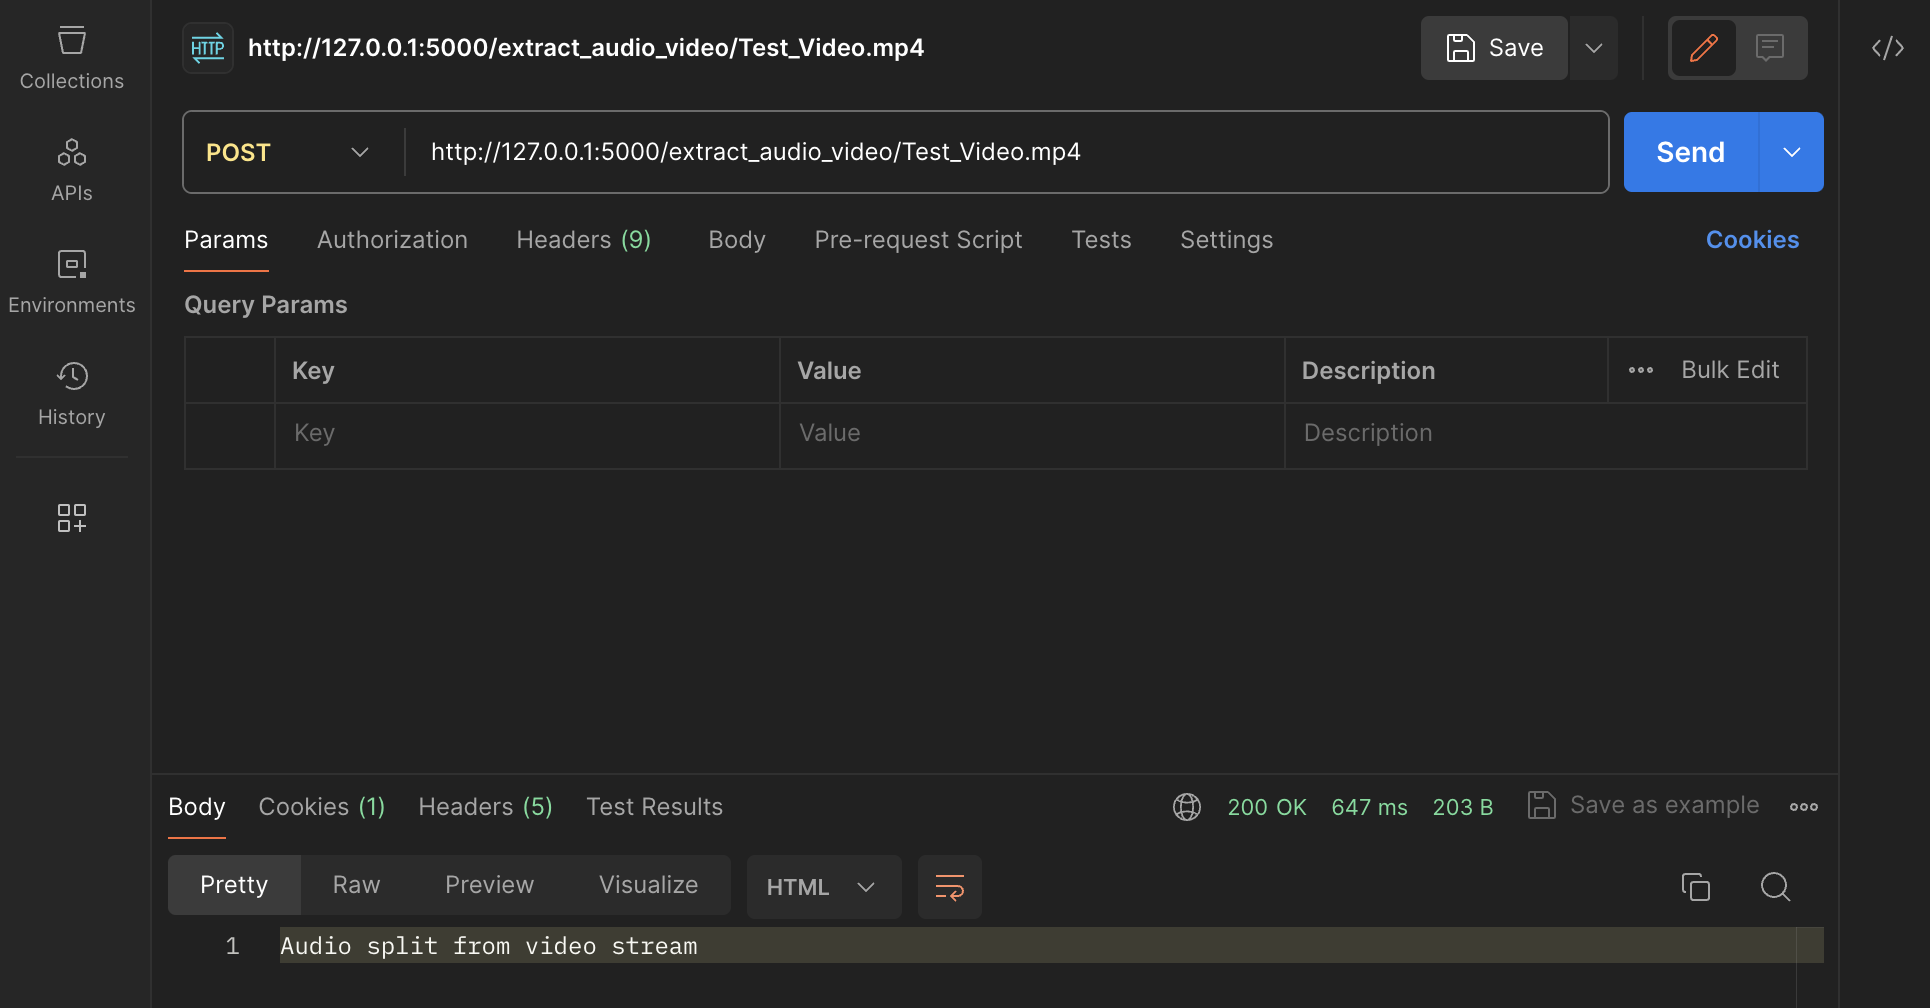 Collections
APIs
Environments
History
HTTP http://127.0.0.1:5000/extract_audio_video/Test_Video.mp4 Save
POST http://127.0.0.1:5000/extract_audio_video/Test_Video.mp4 Send
Params Authorization Headers (9) Body Pre-request Script Tests Settings Cookies
Query Params
Key Value Description Bulk Edit
Key Value Description
Body Cookies (1) Headers (5) Test Results 200 OK 647 ms 203 B Save as example
Pretty Raw Preview Visualize HTML
1 Audio split from video stream